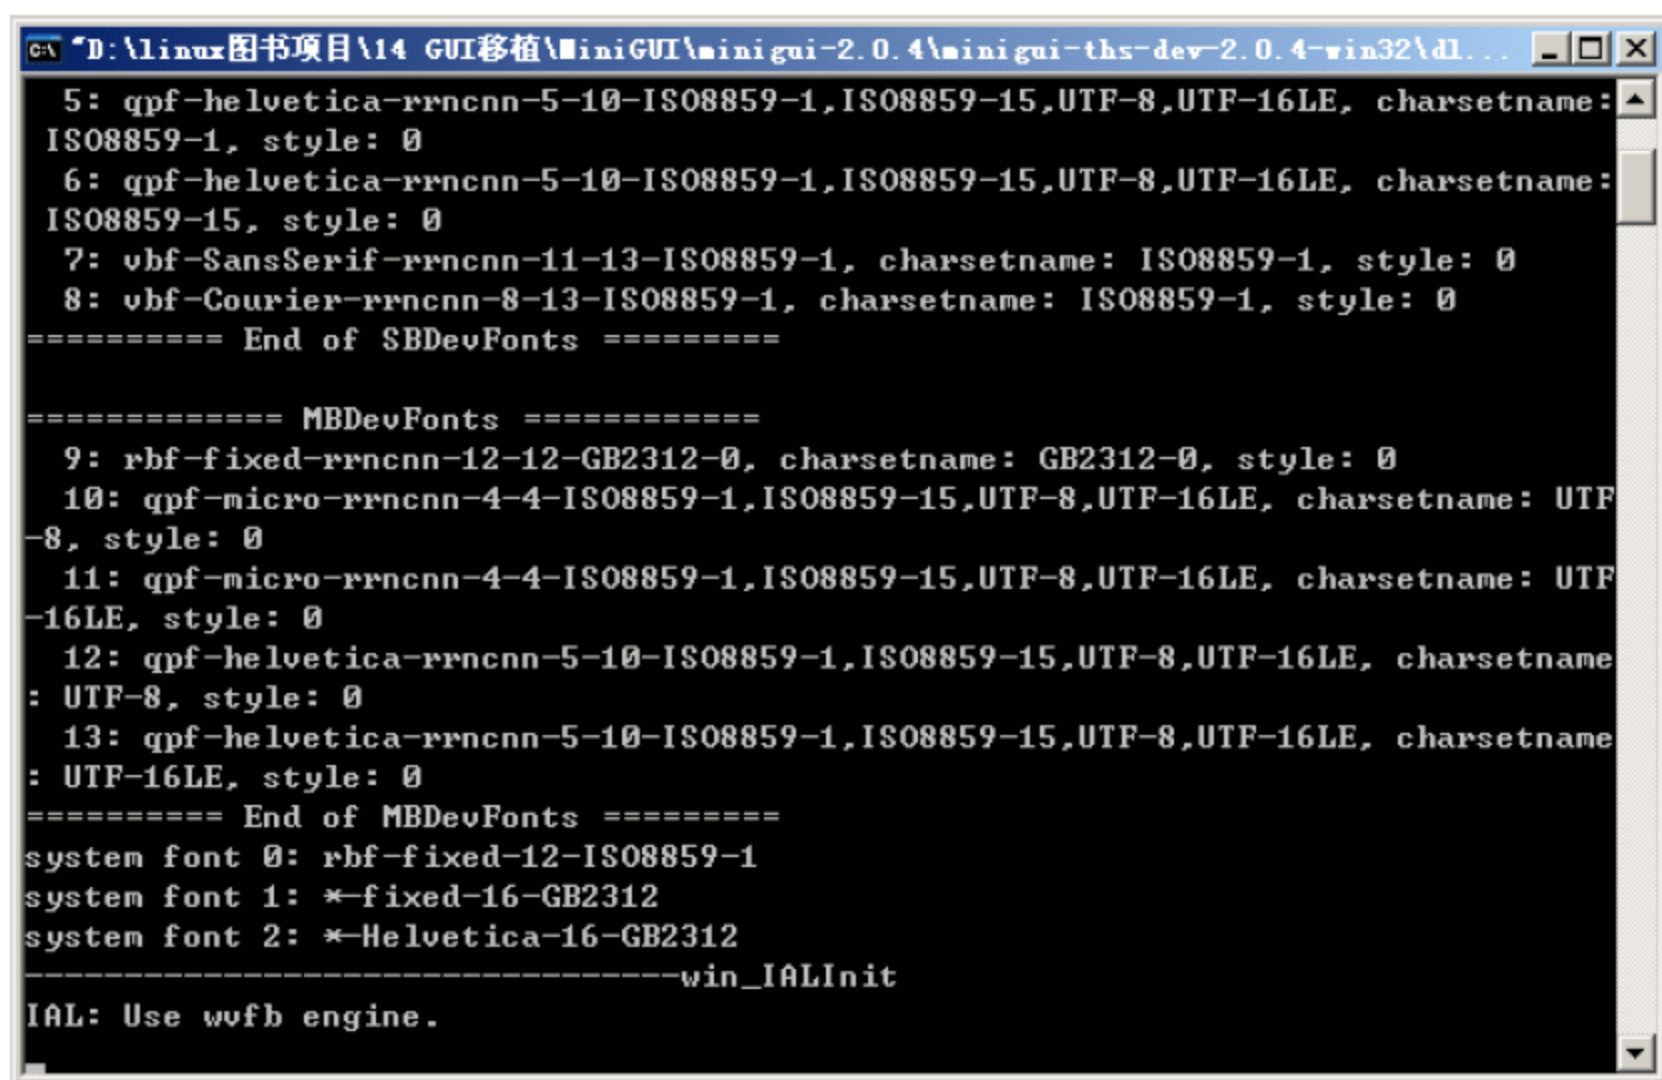 "D:\linux图书项目\14 GUI移植\MiniGUI\minigui-2.0.4\minigui-ths-dev-2.0.4-win32\dl...
5: qpf-helvetica-rrncnn-5-10-ISO8859-1,ISO8859-15,UTF-8,UTF-16LE, charsetname:
ISO8859-1, style: 0
6: qpf-helvetica-rrncnn-5-10-ISO8859-1,ISO8859-15,UTF-8,UTF-16LE, charsetname:
ISO8859-15, style: 0
7: vbf-SansSerif-rrncnn-11-13-ISO8859-1, charsetname: ISO8859-1, style: 0
8: vbf-Courier-rrncnn-8-13-ISO8859-1, charsetname: ISO8859-1, style: 0
========== End of SBDevFonts =========
============= MBDevFonts ============
9: rbf-fixed-rrncnn-12-12-GB2312-0, charsetname: GB2312-0, style: 0
10: qpf-micro-rrncnn-4-4-ISO8859-1,ISO8859-15,UTF-8,UTF-16LE, charsetname: UTF
-8, style: 0
11: qpf-micro-rrncnn-4-4-ISO8859-1,ISO8859-15,UTF-8,UTF-16LE, charsetname: UTF
-16LE, style: 0
12: qpf-helvetica-rrncnn-5-10-ISO8859-1,ISO8859-15,UTF-8,UTF-16LE, charsetname
: UTF-8, style: 0
13: qpf-helvetica-rrncnn-5-10-ISO8859-1,ISO8859-15,UTF-8,UTF-16LE, charsetname
: UTF-16LE, style: 0
========== End of MBDevFonts =========
system font 0: rbf-fixed-12-ISO8859-1
system font 1: *-fixed-16-GB2312
system font 2: *-Helvetica-16-GB2312
---------------------------------win_IALInit
IAL: Use wvfb engine.